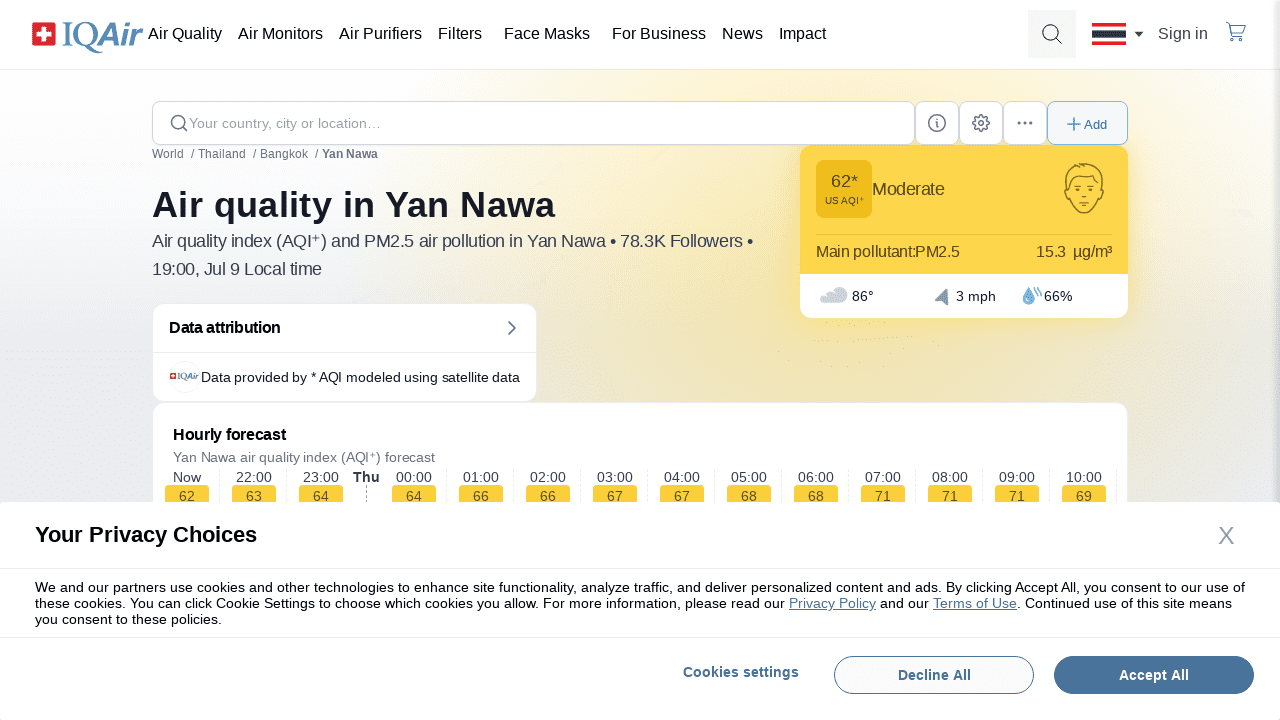 IQAir Air Quality Air Monitors Air Purifiers Filters Face Masks For Business News Impact Sign in
Your country, city or location… Add
World / Thailand / Bangkok / Yan Nawa
Air quality in Yan Nawa
Air quality index (AQI⁺) and PM2.5 air pollution in Yan Nawa • 78.3K Followers •
19:00, Jul 9 Local time
62*
US AQI⁺
Moderate
Main pollutant:PM2.5 15.3 µg/m³
86° 3 mph 66%
Data attribution
IQAir Data provided by * AQI modeled using satellite data
Hourly forecast
Yan Nawa air quality index (AQI⁺) forecast
Now 22:00 23:00 Thu 00:00 01:00 02:00 03:00 04:00 05:00 06:00 07:00 08:00 09:00 10:00
62 63 64 64 66 66 67 67 68 68 71 71 71 69
Your Privacy Choices X
We and our partners use cookies and other technologies to enhance site functionality, analyze traffic, and deliver personalized content and ads. By clicking Accept All, you consent to our use of
these cookies. You can click Cookie Settings to choose which cookies you allow. For more information, please read our Privacy Policy and our Terms of Use. Continued use of this site means
you consent to these policies.
Cookies settings Decline All Accept All